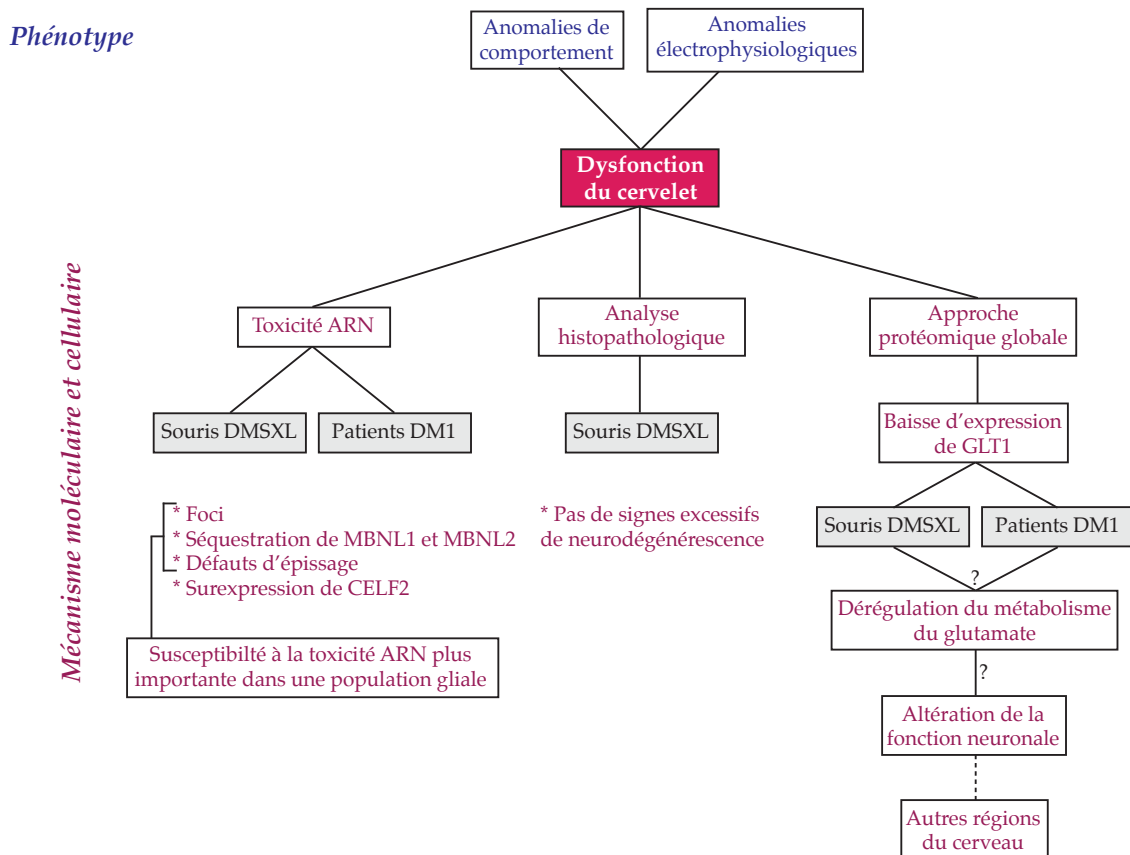 Phénotype
Anomalies de
comportement
Anomalies
électrophysiologiques
Dysfonction
du cervelet
Mécanisme moléculaire et cellulaire
Toxicité ARN
Souris DMSXL
Patients DM1
* Foci
* Séquestration de MBNL1 et MBNL2
* Défauts d'épissage
* Surexpression de CELF2
Susceptibilté à la toxicité ARN plus
importante dans une population gliale
Analyse
histopathologique
Souris DMSXL
* Pas de signes excessifs
de neurodégénérescence
Approche
protéomique globale
Baisse d'expression
de GLT1
Souris DMSXL
Patients DM1
?
Dérégulation du métabolisme
du glutamate
?
Altération de la
fonction neuronale
Autres régions
du cerveau